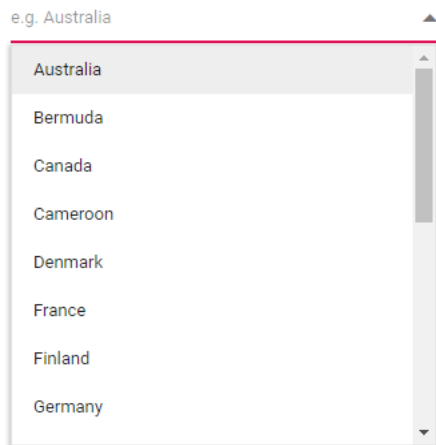 e.g. Australia
Australia
Bermuda
Canada
Cameroon
Denmark
France
Finland
Germany